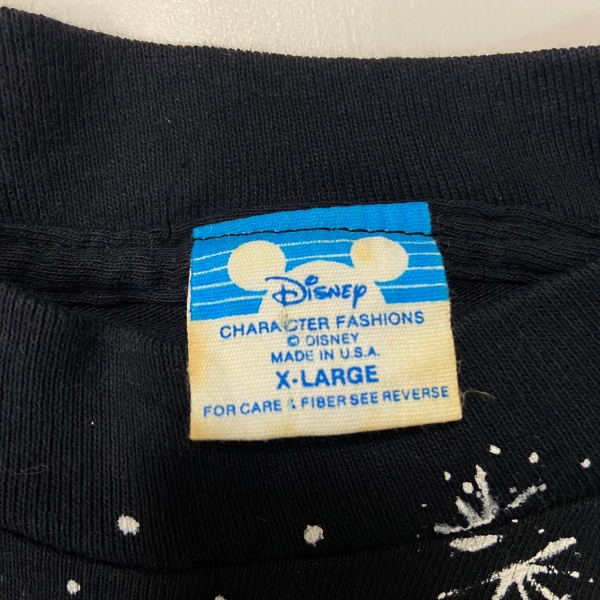 Disney
CHARACTER FASHIONS
© DISNEY
MADE IN U.S.A.
X-LARGE
FOR CARE & FIBER SEE REVERSE